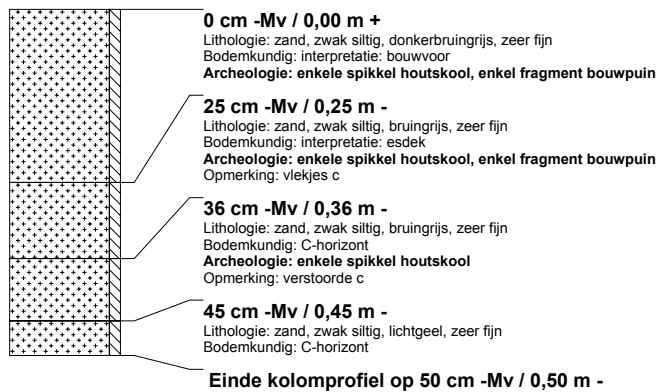 0 cm -Mv / 0,00 m +
Lithologie: zand, zwak siltig, donkerbruingrijs, zeer fijn
Bodemkundig: interpretatie: bouwvoor
Archeologie: enkele spikkel houtskool, enkel fragment bouwpuin
25 cm -Mv / 0,25 m -
Lithologie: zand, zwak siltig, bruingrijs, zeer fijn
Bodemkundig: interpretatie: esdek
Archeologie: enkele spikkel houtskool, enkel fragment bouwpuin
Opmerking: vlekjes c
36 cm -Mv / 0,36 m -
Lithologie: zand, zwak siltig, bruingrijs, zeer fijn
Bodemkundig: C-horizont
Archeologie: enkele spikkel houtskool
Opmerking: verstoorde c
45 cm -Mv / 0,45 m -
Lithologie: zand, zwak siltig, lichtgeel, zeer fijn
Bodemkundig: C-horizont
Einde kolomprofiel op 50 cm -Mv / 0,50 m -